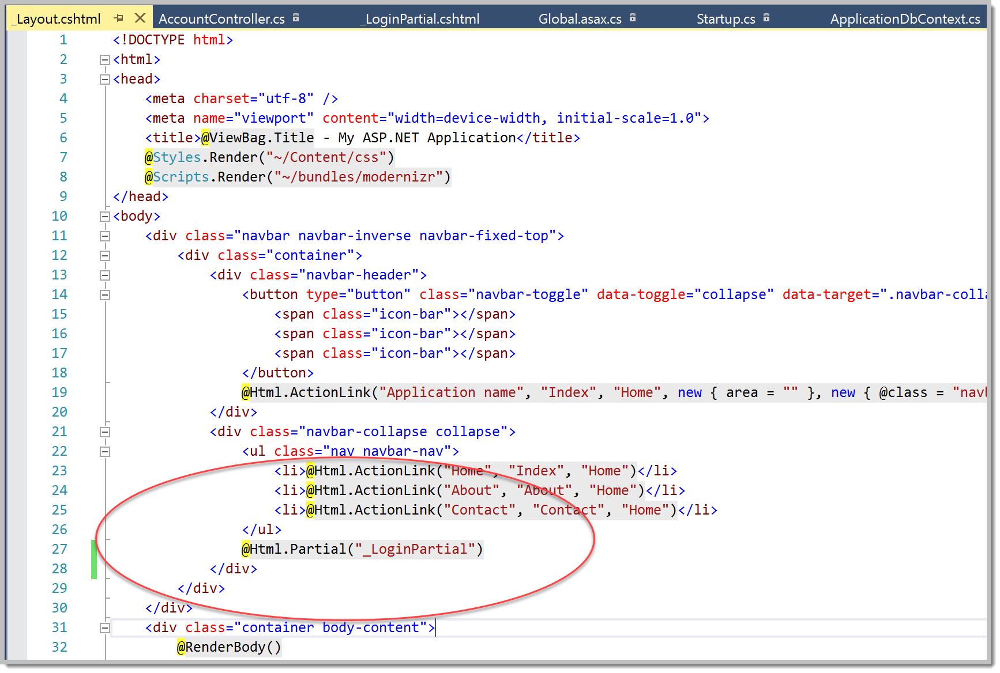 _Layout.cshtml AccountController.cs _LoginPartial.cshtml Global.asax.cs Startup.cs ApplicationDbContext.cs
1 <!DOCTYPE html>
2 <html>
3 <head>
4 <meta charset="utf-8" />
5 <meta name="viewport" content="width=device-width, initial-scale=1.0">
6 <title>@ViewBag.Title - My ASP.NET Application</title>
7 @Styles.Render("~/Content/css")
8 @Scripts.Render("~/bundles/modernizr")
9 </head>
10 <body>
11 <div class="navbar navbar-inverse navbar-fixed-top">
12 <div class="container">
13 <div class="navbar-header">
14 <button type="button" class="navbar-toggle" data-toggle="collapse" data-target=".navbar-coll
15 <span class="icon-bar"></span>
16 <span class="icon-bar"></span>
17 <span class="icon-bar"></span>
18 </button>
19 @Html.ActionLink("Application name", "Index", "Home", new { area = "" }, new { @class = "nav
20 </div>
21 <div class="navbar-collapse collapse">
22 <ul class="nav navbar-nav">
23 <li>@Html.ActionLink("Home", "Index", "Home")</li>
24 <li>@Html.ActionLink("About", "About", "Home")</li>
25 <li>@Html.ActionLink("Contact", "Contact", "Home")</li>
26 </ul>
27 @Html.Partial("_LoginPartial")
28 </div>
29 </div>
30 </div>
31 <div class="container body-content">
32 @RenderBody()